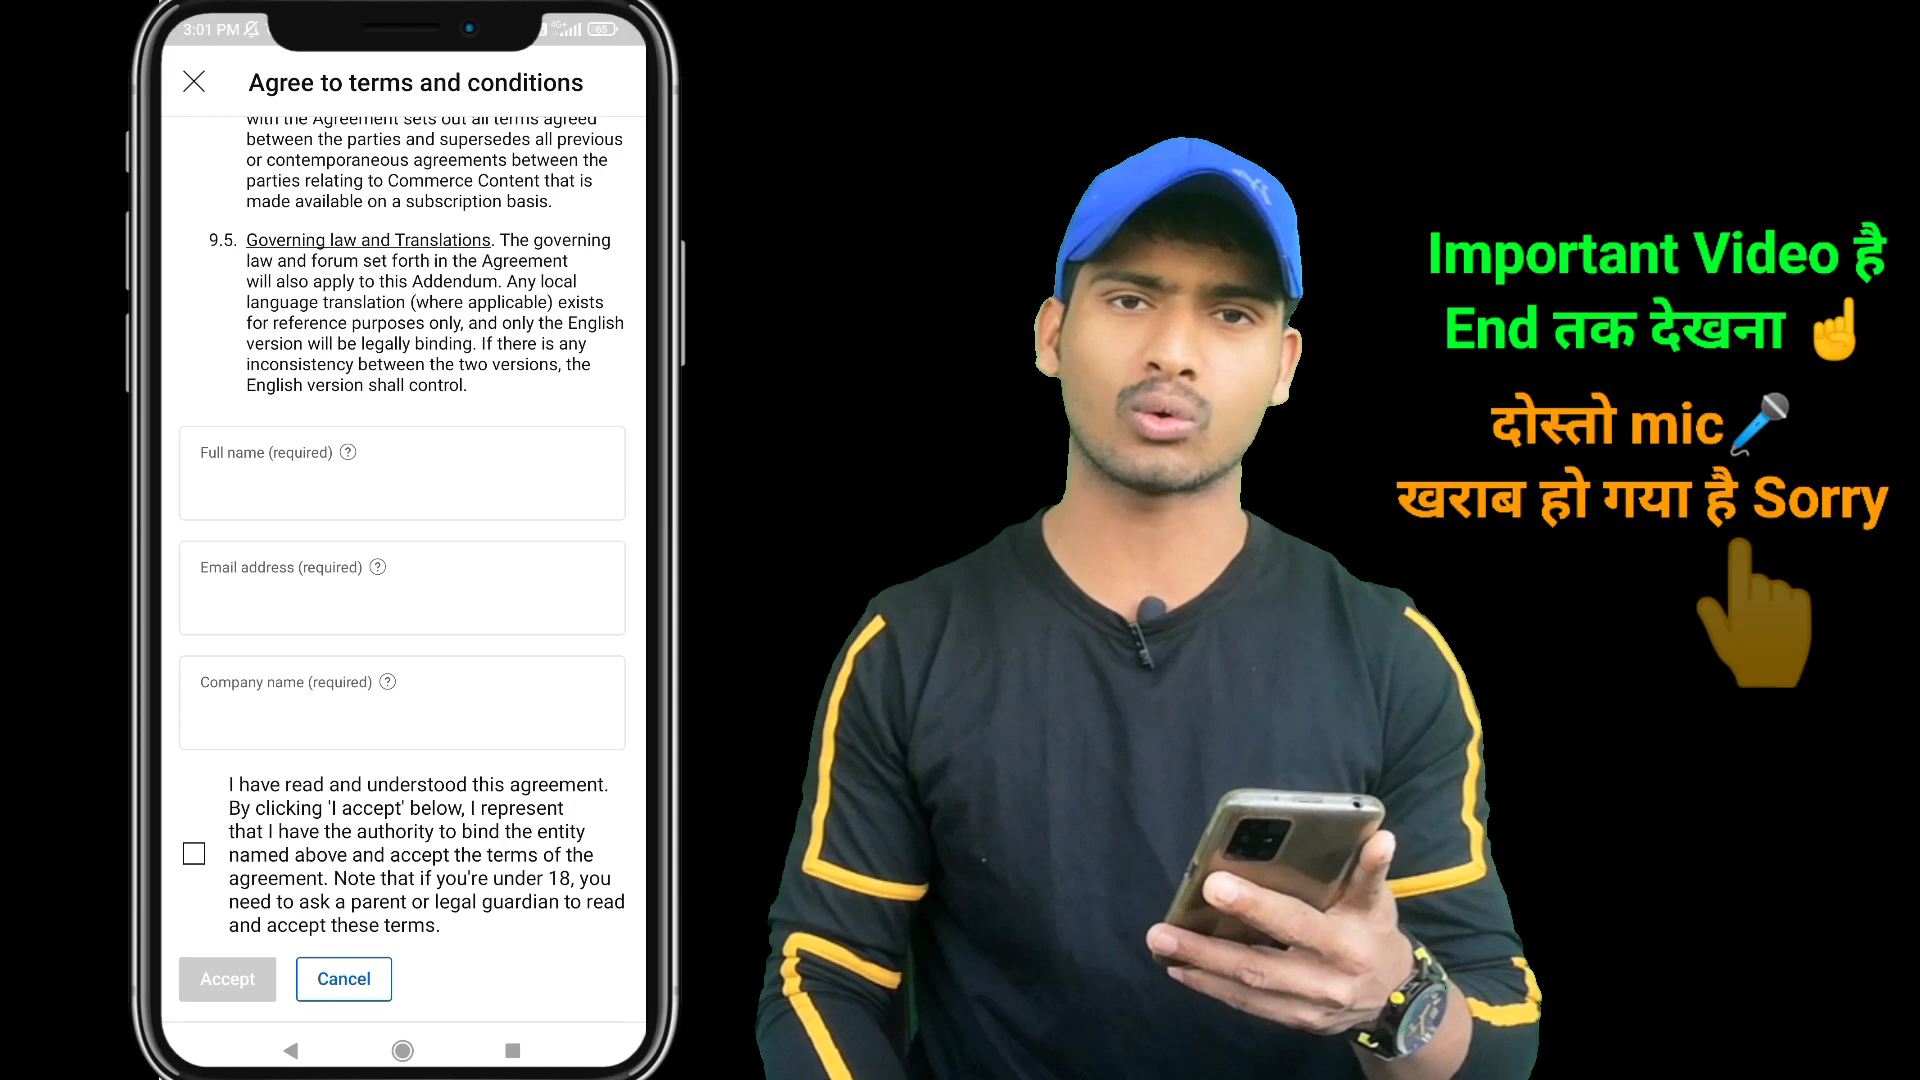 3:01 PM
4G+
65
Agree to terms and conditions
with the Agreement sets out all terms agreed
between the parties and supersedes all previous
or contemporaneous agreements between the
parties relating to Commerce Content that is
made available on a subscription basis.
9.5. Governing law and Translations. The governing
law and forum set forth in the Agreement
will also apply to this Addendum. Any local
language translation (where applicable) exists
for reference purposes only, and only the English
version will be legally binding. If there is any
inconsistency between the two versions, the
English version shall control.
Full name (required) ?
Email address (required) ?
Company name (required) ?
I have read and understood this agreement.
By clicking 'I accept' below, I represent
that I have the authority to bind the entity
named above and accept the terms of the
agreement. Note that if you're under 18, you
need to ask a parent or legal guardian to read
and accept these terms.
Accept Cancel
Important Video है
End तक देखना ☝️
दोस्तो mic🎤
खराब हो गया है Sorry